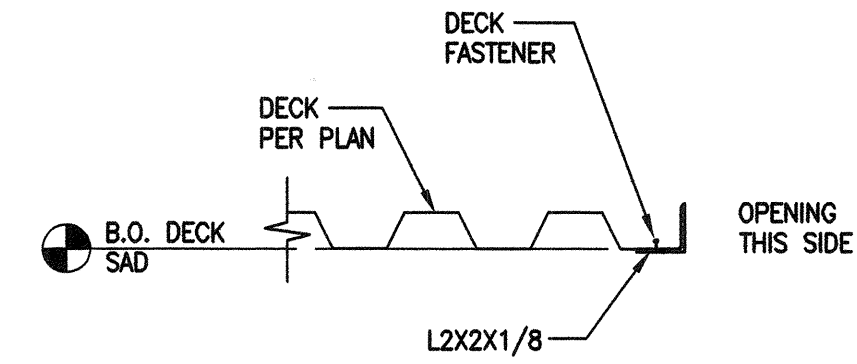 DECK
FASTENER
DECK
PER PLAN
B.O. DECK
SAD
OPENING
THIS SIDE
L2X2X1/8